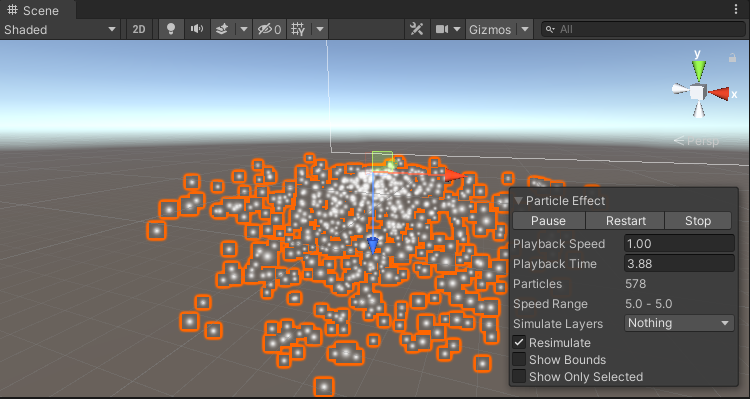 Scene
Shaded
2D
0
Gizmos
All
y
x
Persp
Particle Effect
Pause Restart Stop
Playback Speed 1.00
Playback Time 3.88
Particles 578
Speed Range 5.0 - 5.0
Simulate Layers Nothing
Resimulate
Show Bounds
Show Only Selected